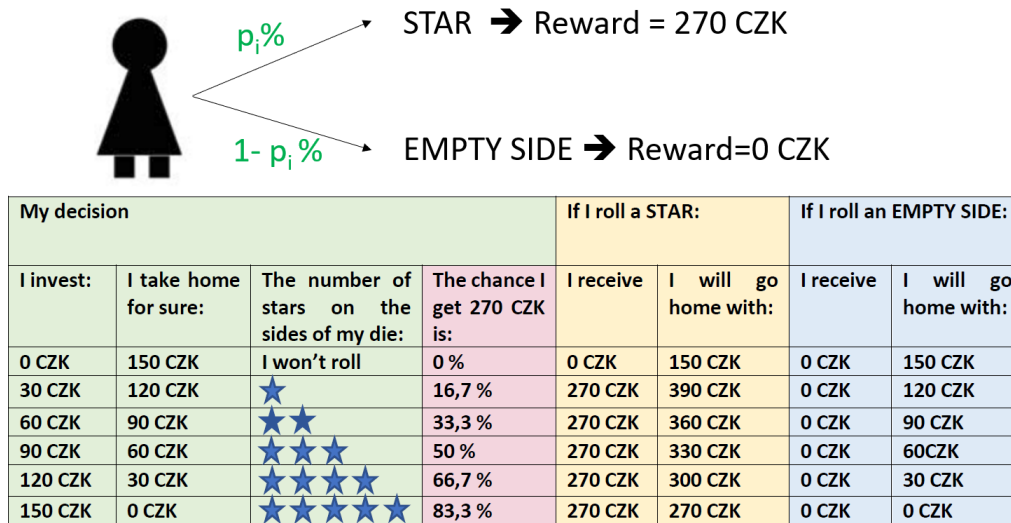 STAR ➔ Reward = 270 CZK
pi%
1- pi %
EMPTY SIDE ➔ Reward=0 CZK
My decision
If I roll a STAR:
If I roll an EMPTY SIDE:
I invest:
I take home
for sure:
The number of
stars on the
sides of my die:
The chance I
get 270 CZK
is:
I receive
I will go
home with:
I receive
I will go
home with:
0 CZK 150 CZK I won’t roll 0 % 0 CZK 150 CZK 0 CZK 150 CZK
30 CZK 120 CZK ★ 16,7 % 270 CZK 390 CZK 0 CZK 120 CZK
60 CZK 90 CZK ★★ 33,3 % 270 CZK 360 CZK 0 CZK 90 CZK
90 CZK 60 CZK ★★★ 50 % 270 CZK 330 CZK 0 CZK 60CZK
120 CZK 30 CZK ★★★★ 66,7 % 270 CZK 300 CZK 0 CZK 30 CZK
150 CZK 0 CZK ★★★★★ 83,3 % 270 CZK 270 CZK 0 CZK 0 CZK